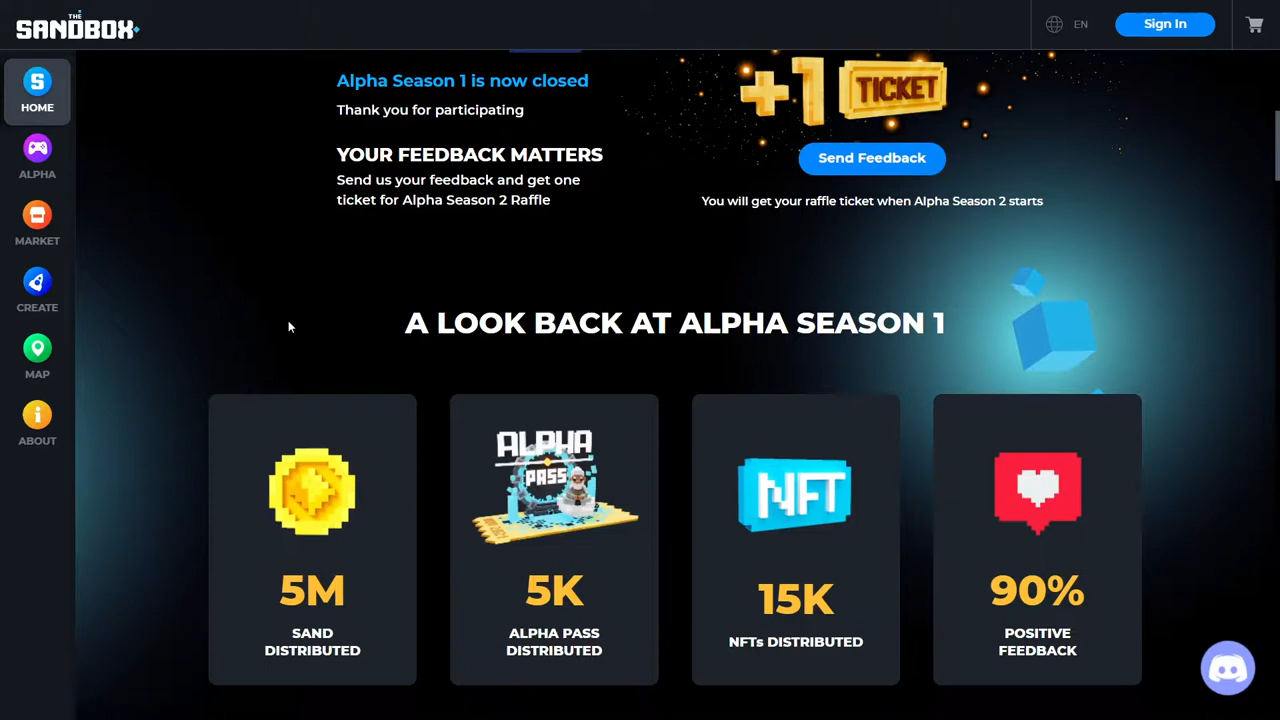 THE
SANDBOX
EN
Sign In
HOME
ALPHA
MARKET
CREATE
MAP
ABOUT
Alpha Season 1 is now closed
Thank you for participating
YOUR FEEDBACK MATTERS
Send us your feedback and get one
ticket for Alpha Season 2 Raffle
+1 TICKET
Send Feedback
You will get your raffle ticket when Alpha Season 2 starts
A LOOK BACK AT ALPHA SEASON 1
5M
SAND
DISTRIBUTED
ALPHA
PASS
5K
ALPHA PASS
DISTRIBUTED
NFT
15K
NFTs DISTRIBUTED
90%
POSITIVE
FEEDBACK